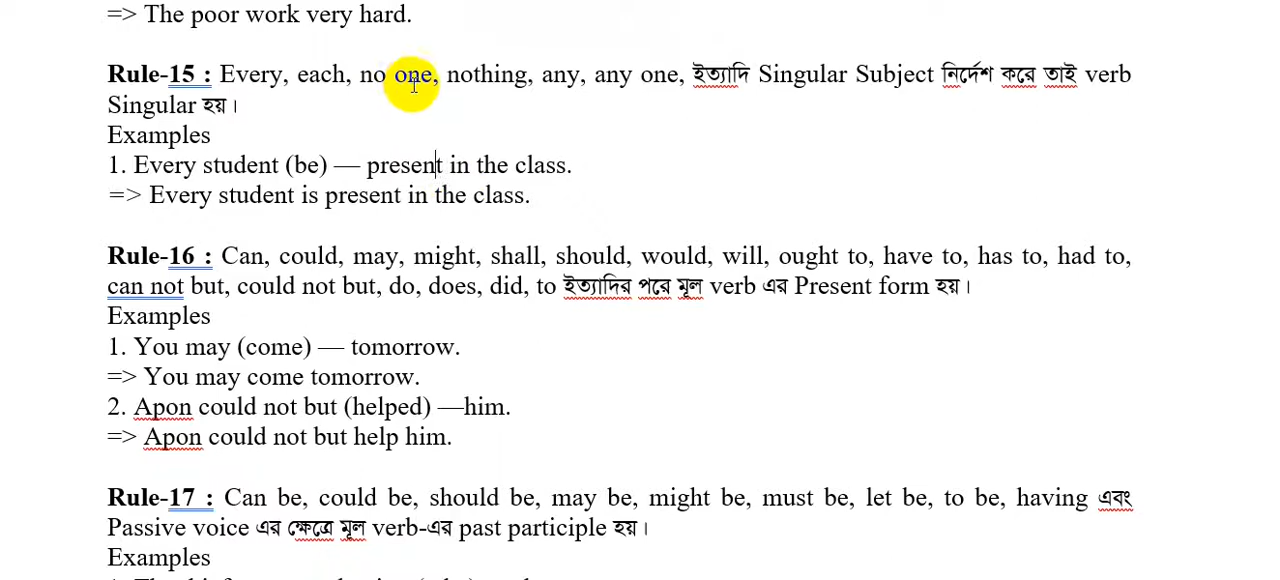 => The poor work very hard.
Rule-15 : Every, each, no one, nothing, any, any one, ইত্যাদি Singular Subject নির্দেশ করে তাই verb
Singular হয়।
Examples
1. Every student (be) — present in the class.
=> Every student is present in the class.
Rule-16 : Can, could, may, might, shall, should, would, will, ought to, have to, has to, had to,
can not but, could not but, do, does, did, to ইত্যাদির পরে মূল verb এর Present form হয়।
Examples
1. You may (come) — tomorrow.
=> You may come tomorrow.
2. Apon could not but (helped) —him.
=> Apon could not but help him.
Rule-17 : Can be, could be, should be, may be, might be, must be, let be, to be, having এবং
Passive voice এর ক্ষেত্রে মূল verb-এর past participle হয়।
Examples